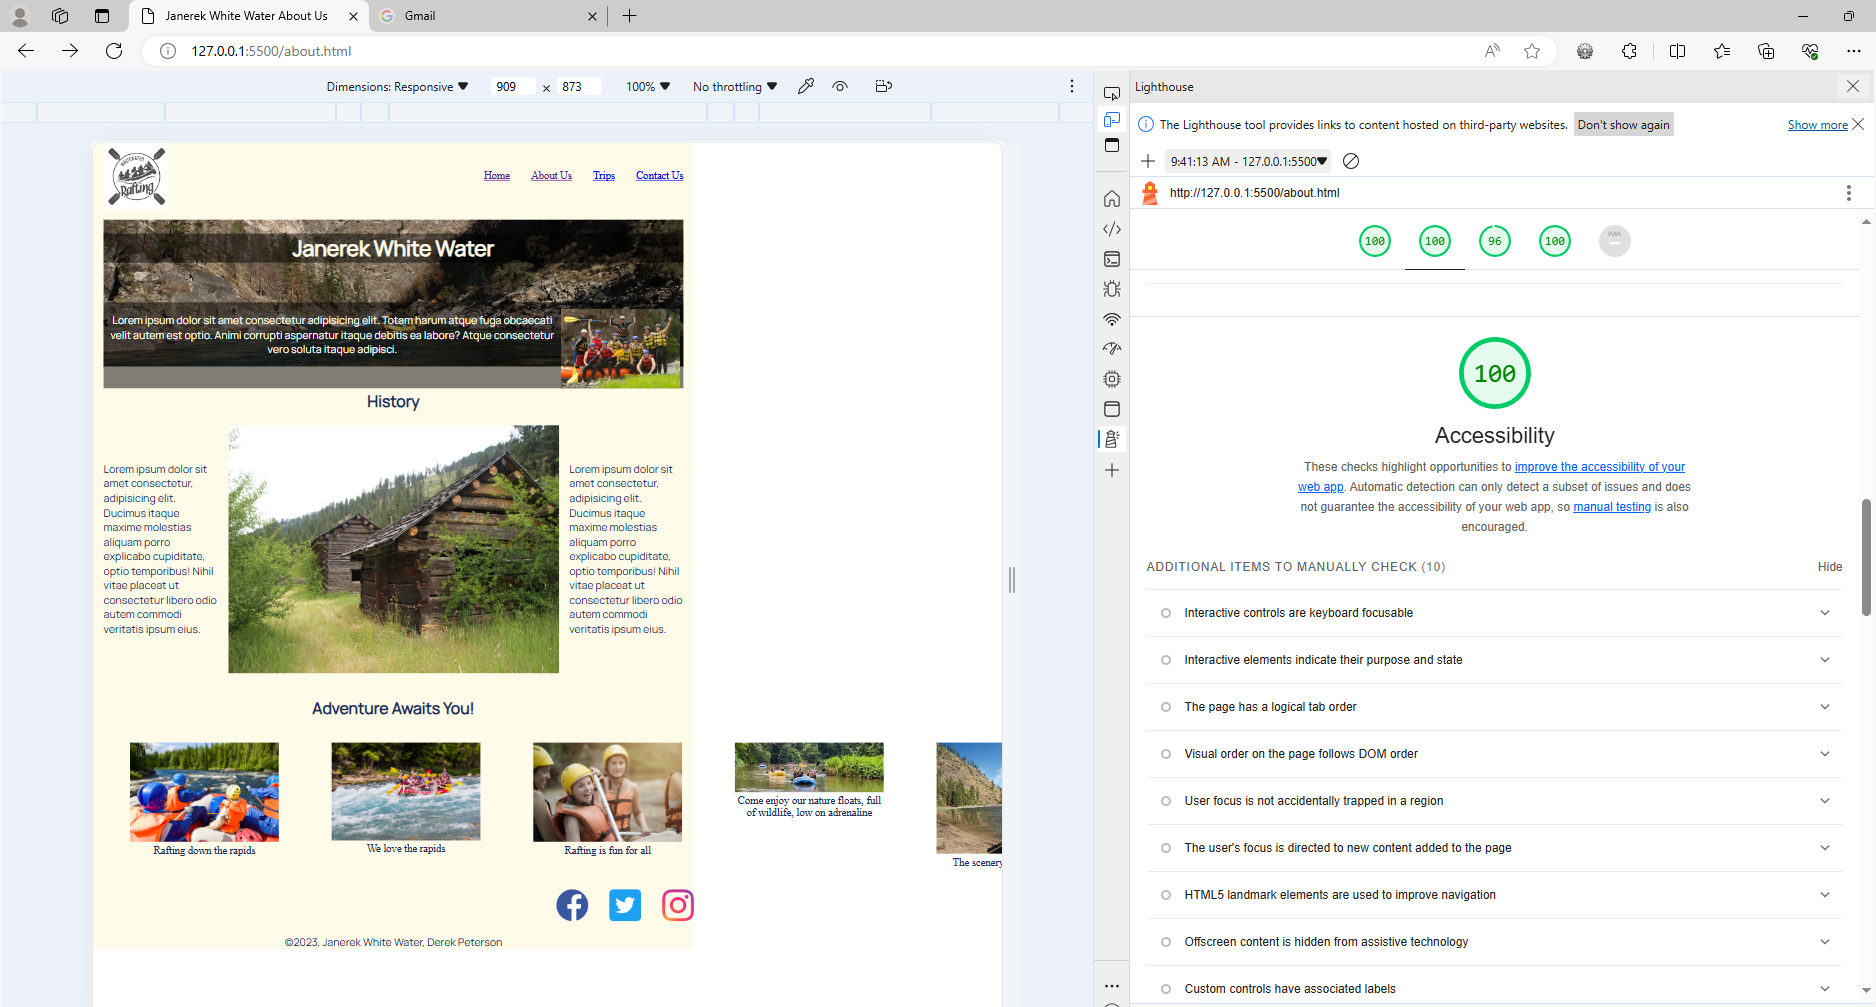 Janerek White Water About Us
Gmail
127.0.0.1:5500/about.html
Dimensions: Responsive
909 × 873
100%
No throttling
Rafting
Home About Us Trips Contact Us
Janerek White Water
Lorem ipsum dolor sit amet consectetur adipisicing elit. Totam harum atque fuga obcaecati
velit autem est optio. Animi corrupti aspernatur itaque debitis ea labore? Atque consectetur
vero soluta itaque adipisci.
History
Lorem ipsum dolor sit
amet consectetur,
adipisicing elit.
Ducimus itaque
maxime molestias
aliquam porro
explicabo cupiditate,
optio temporibus! Nihil
vitae placeat ut
consectetur libero odio
autem commodi
veritatis ipsum eius.
Lorem ipsum dolor sit
amet consectetur,
adipisicing elit.
Ducimus itaque
maxime molestias
aliquam porro
explicabo cupiditate,
optio temporibus! Nihil
vitae placeat ut
consectetur libero odio
autem commodi
veritatis ipsum eius.
Adventure Awaits You!
Rafting down the rapids
We love the rapids
Rafting is fun for all
Come enjoy our nature floats, full
of wildlife, low on adrenaline
The scenery
©2023, Janerek White Water, Derek Peterson
Lighthouse
The Lighthouse tool provides links to content hosted on third-party websites. Don't show again Show more
9:41:13 AM - 127.0.0.1:5500
http://127.0.0.1:5500/about.html
100 100 96 100 PWA
100
Accessibility
These checks highlight opportunities to improve the accessibility of your
web app. Automatic detection can only detect a subset of issues and does
not guarantee the accessibility of your web app, so manual testing is also
encouraged.
ADDITIONAL ITEMS TO MANUALLY CHECK (10) Hide
Interactive controls are keyboard focusable
Interactive elements indicate their purpose and state
The page has a logical tab order
Visual order on the page follows DOM order
User focus is not accidentally trapped in a region
The user's focus is directed to new content added to the page
HTML5 landmark elements are used to improve navigation
Offscreen content is hidden from assistive technology
Custom controls have associated labels